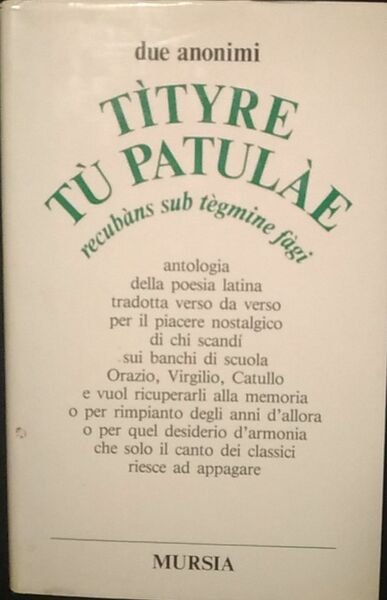 due anonimi
TÌTYRE
TÙ PATULÀE
recubàns sub tègmine fàgi
antologia
della poesia latina
tradotta verso da verso
per il piacere nostalgico
di chi scandí
sui banchi di scuola
Orazio, Virgilio, Catullo
e vuol ricuperarli alla memoria
o per rimpianto degli anni d'allora
o per quel desiderio d'armonia
che solo il canto dei classici
riesce ad appagare
MURSIA